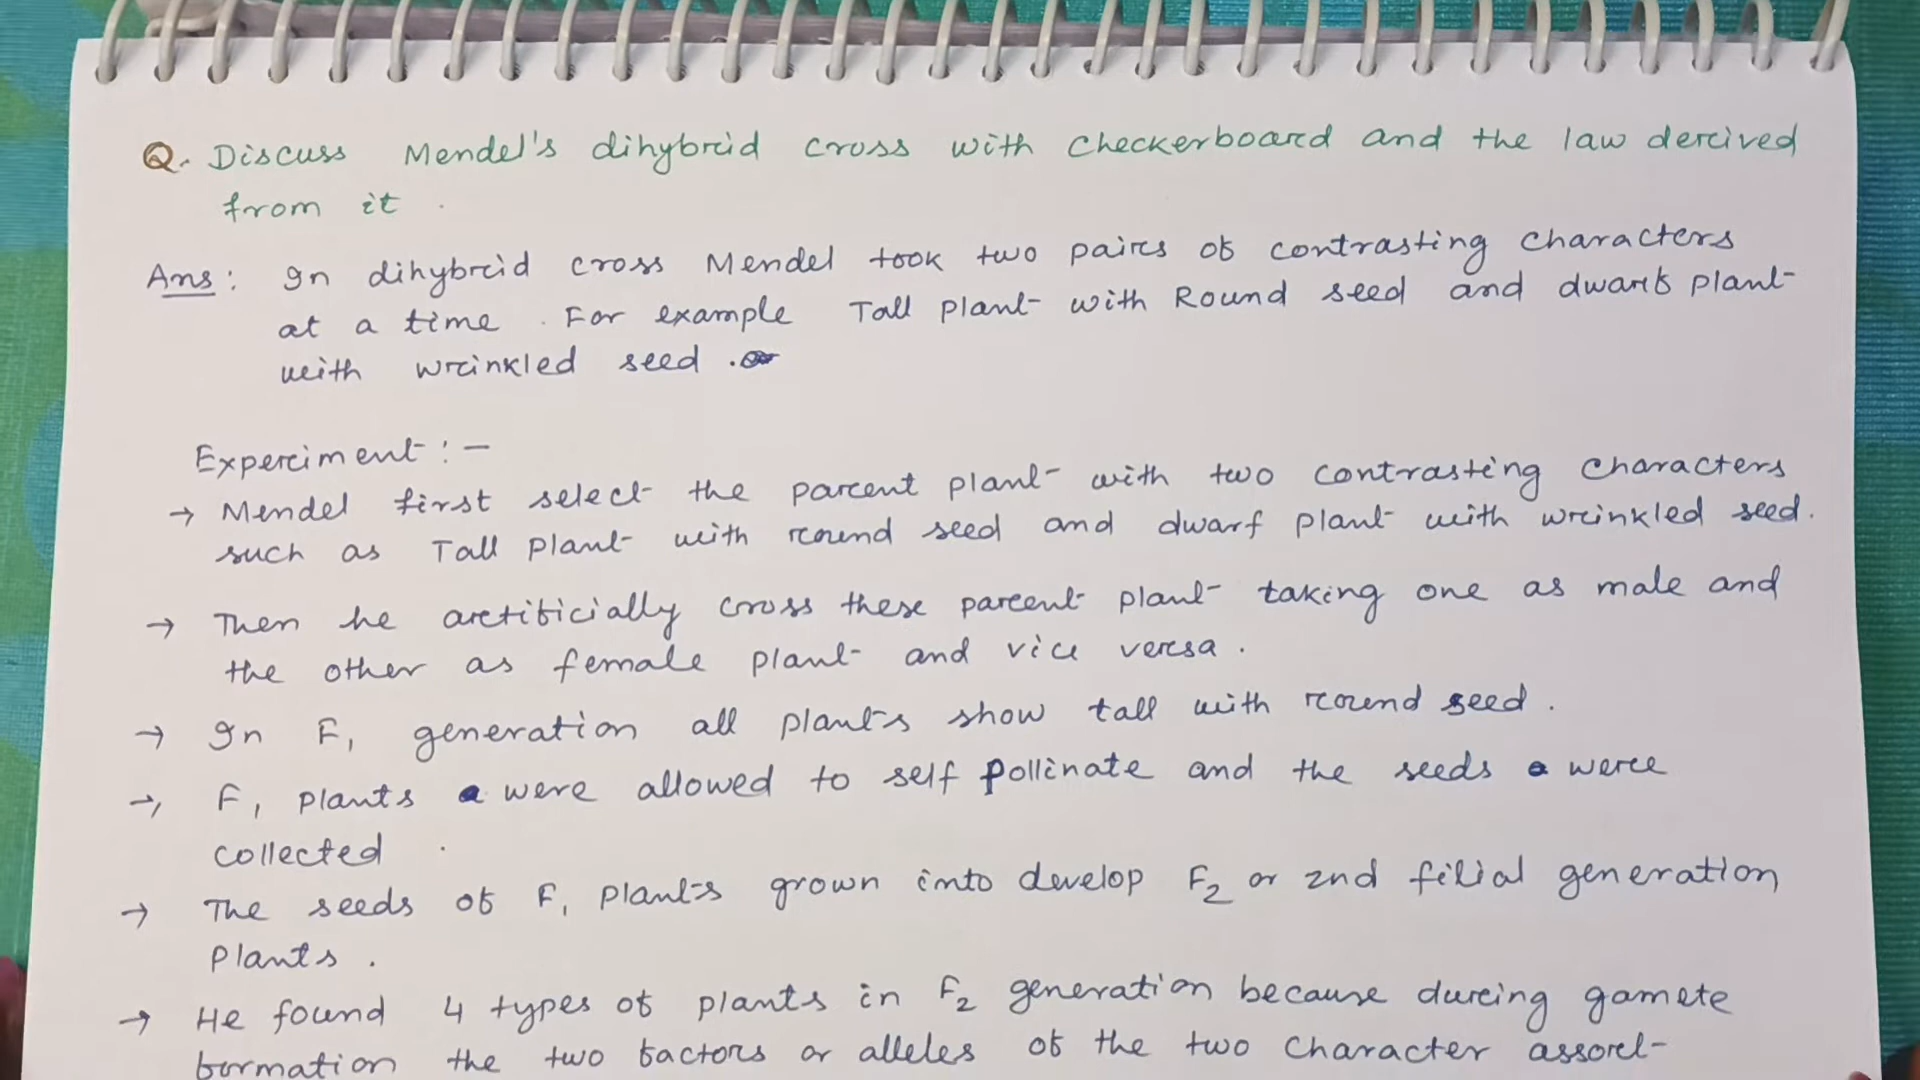 Q. Discuss Mendel's dihybrid cross with checkerboard and the law derived
from it.
Ans: In dihybrid cross Mendel took two pairs of contrasting characters
at a time. For example Tall plant with Round seed and dwarf plant
with wrinkled seed.
Experiment :-
→ Mendel first select the parent plant with two contrasting characters
such as Tall plant with round seed and dwarf plant with wrinkled seed.
→ Then he artificially cross these parent plant taking one as male and
the other as female plant and vice versa.
→ In F1 generation all plants show tall with round seed.
→ F1 plants were allowed to self pollinate and the seeds were
collected.
→ The seeds of F1 plants grown into develop F2 or 2nd filial generation
plants.
→ He found 4 types of plants in F2 generation because during gamete
formation the two factors or alleles of the two character assort